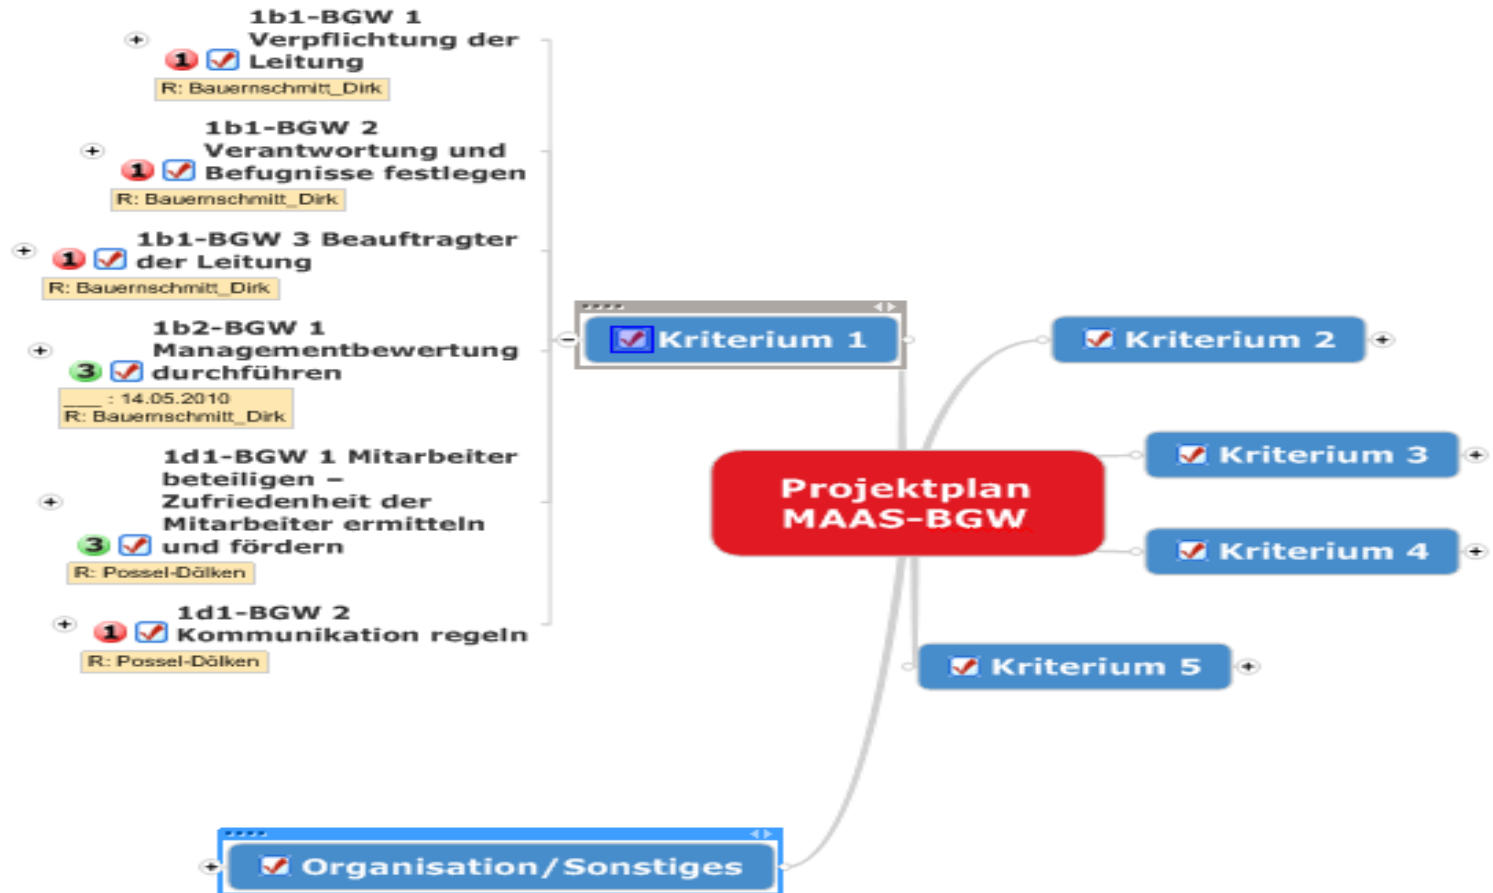 1b1-BGW 1
Verpflichtung der
1 Leitung
R: Bauernschmitt_Dirk
1b1-BGW 2
Verantwortung und
1 Befugnisse festlegen
R: Bauernschmitt_Dirk
1b1-BGW 3 Beauftragter
1 der Leitung
R: Bauernschmitt_Dirk
1b2-BGW 1
Managementbewertung
3 durchführen
___ : 14.05.2010
R: Bauernschmitt_Dirk
1d1-BGW 1 Mitarbeiter
beteiligen –
Zufriedenheit der
Mitarbeiter ermitteln
3 und fördern
R: Possel-Dölken
1d1-BGW 2
1 Kommunikation regeln
R: Possel-Dölken
Kriterium 1
Kriterium 2
Kriterium 3
Projektplan
MAAS-BGW
Kriterium 4
Kriterium 5
Organisation/Sonstiges